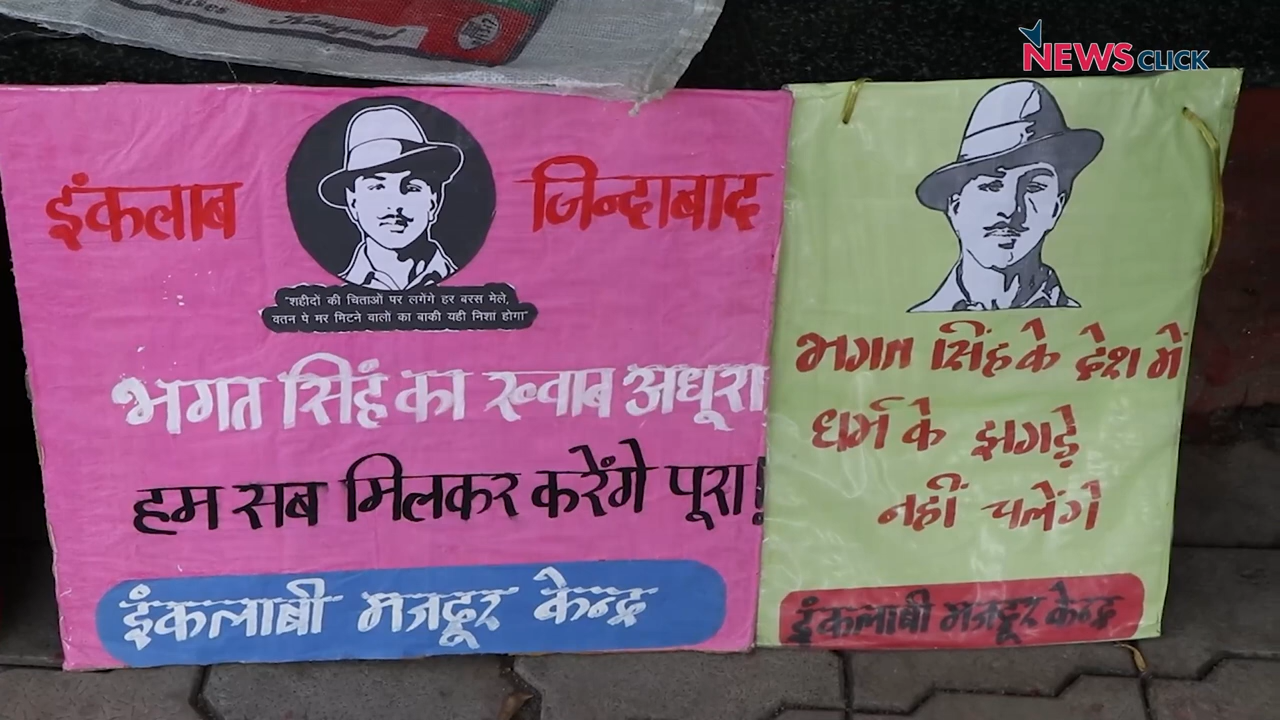 NEWSCLICK
इंकलाब जिन्दाबाद
"शहीदों की चिताओं पर लगेंगे हर बरस मेले,
वतन पे मर मिटने वालों का बाकी यही निशां होगा"
भगत सिंह का ख्वाब अधूरा
हम सब मिलकर करेंगे पूरा!
इंकलाबी मजदूर केन्द्र
भगत सिंह के देश में
धर्म के झगड़े
नहीं चलेंगे
इंकलाबी मजदूर केन्द्र